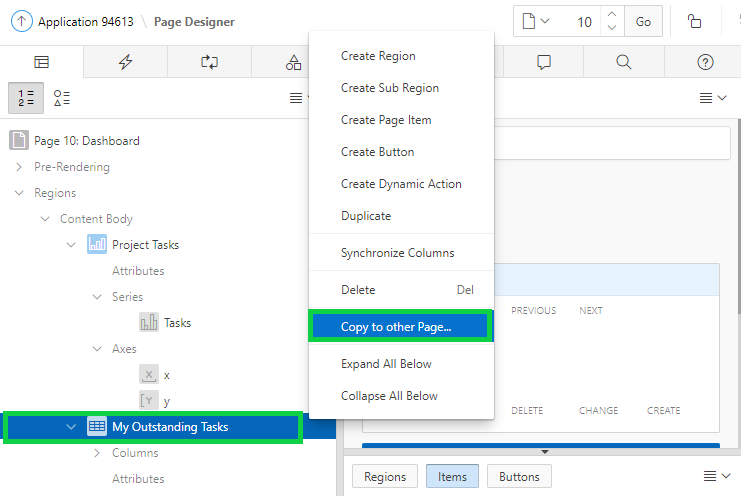 Application 94613 \ Page Designer
10
Go
Page 10: Dashboard
Pre-Rendering
Regions
Content Body
Project Tasks
Attributes
Series
Tasks
Axes
x
y
My Outstanding Tasks
Columns
Attributes
Create Region
Create Sub Region
Create Page Item
Create Button
Create Dynamic Action
Duplicate
Synchronize Columns
Delete Del
Copy to other Page...
Expand All Below
Collapse All Below
PREVIOUS NEXT
DELETE CHANGE CREATE
Regions Items Buttons